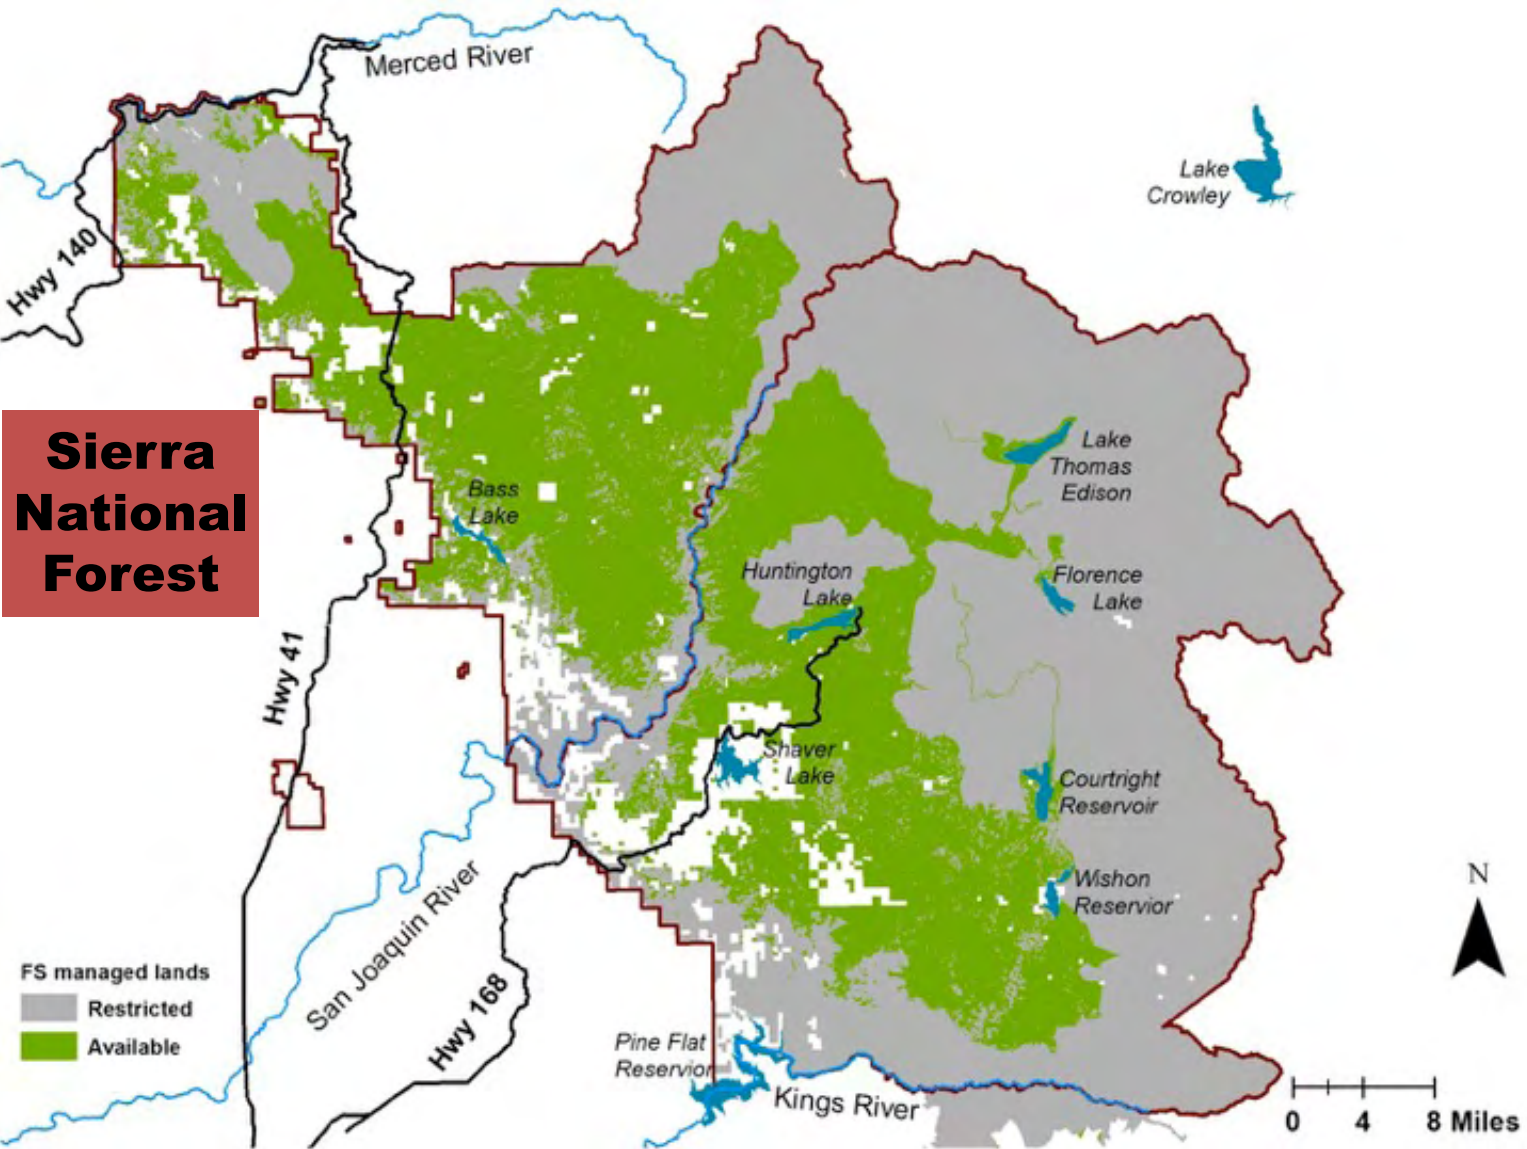 Merced River
Lake
Crowley
Hwy 140
Sierra
National
Forest
Lake
Thomas
Edison
Bass
Lake
Huntington
Lake
Florence
Lake
Hwy 41
Shaver
Lake
Courtright
Reservoir
Wishon
Reservior
N
San Joaquin River
FS managed lands
Restricted
Available
Hwy 168
Pine Flat
Reservior
Kings River
0 4 8 Miles